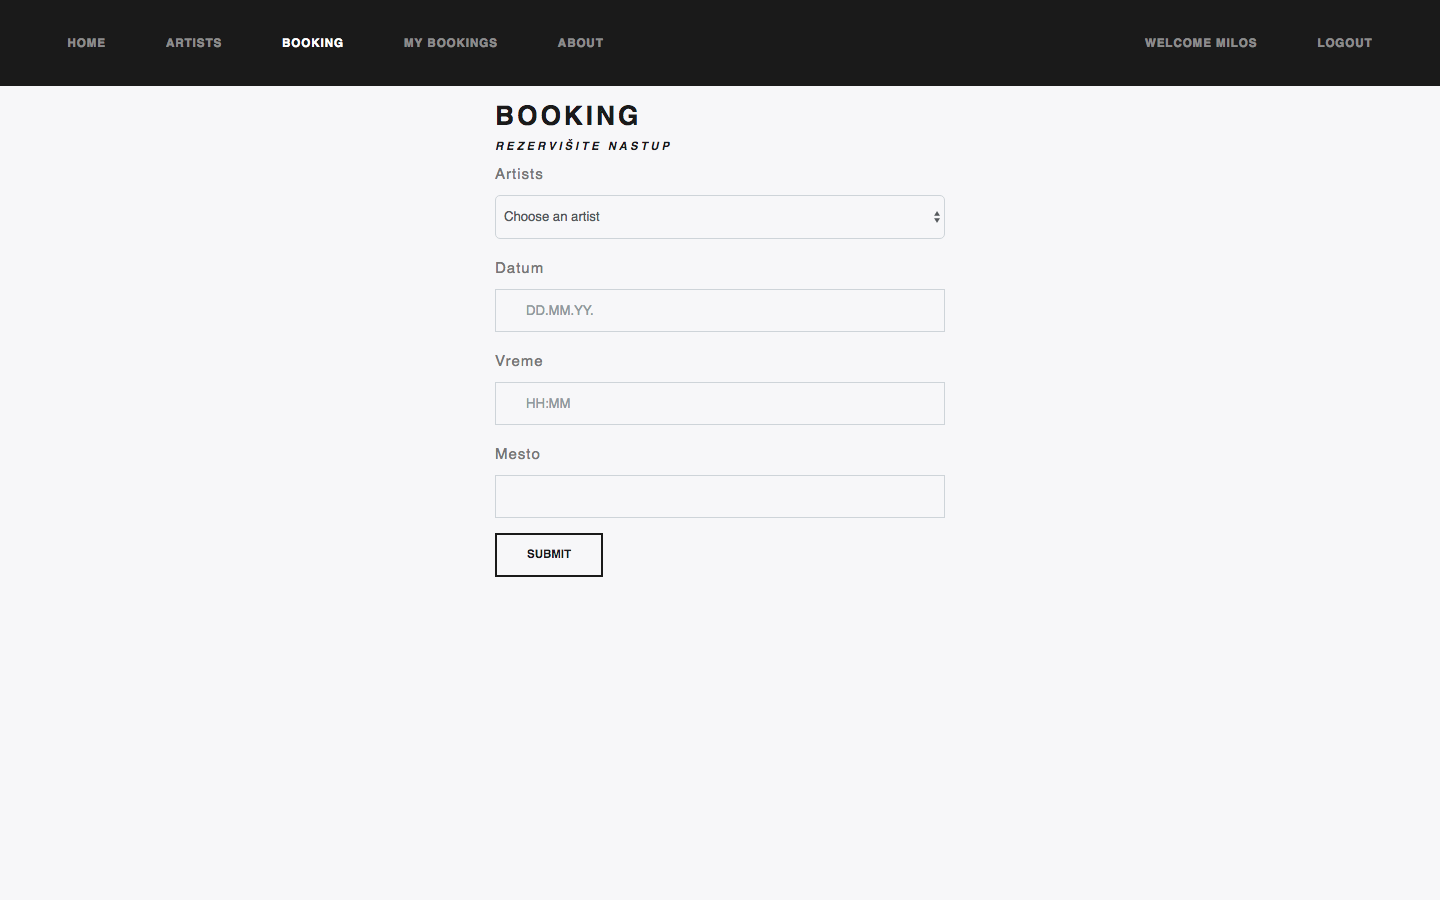 HOME ARTISTS BOOKING MY BOOKINGS ABOUT WELCOME MILOS LOGOUT
BOOKING
REZERVIŠITE NASTUP
Artists
Choose an artist
Datum
DD.MM.YY.
Vreme
HH:MM
Mesto
SUBMIT